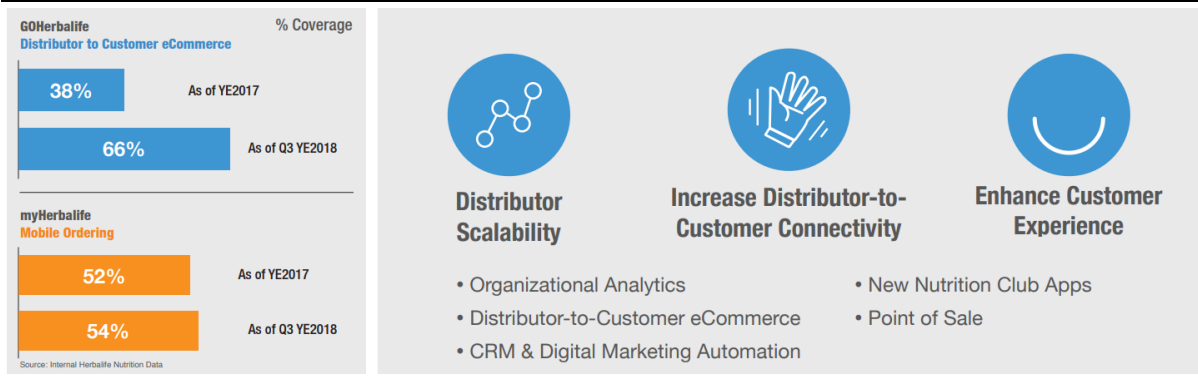 GOHerbalife % Coverage
Distributor to Customer eCommerce
38% As of YE2017
66% As of Q3 YE2018
myHerbalife
Mobile Ordering
52% As of YE2017
54% As of Q3 YE2018
Source: Internal Herbalife Nutrition Data
Distributor
Scalability
Increase Distributor-to-
Customer Connectivity
Enhance Customer
Experience
• Organizational Analytics
• Distributor-to-Customer eCommerce
• CRM & Digital Marketing Automation
• New Nutrition Club Apps
• Point of Sale